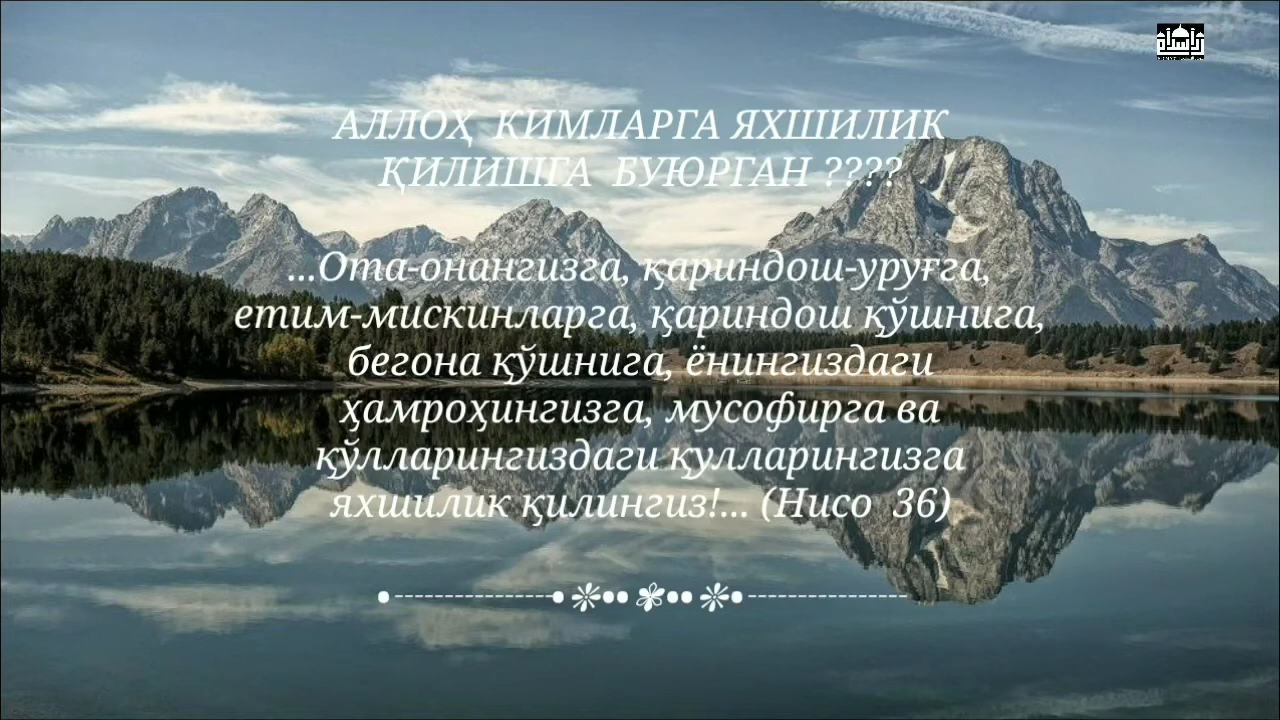 АЛЛОҲ КИМЛАРГА ЯХШИЛИК
ҚИЛИШГА БУЮРГАН ????
...Ота-онангизга, қариндош-уруғга,
етим-мискинларга, қариндош қўшнига,
бегона қўшнига, ёнингиздаги
ҳамроҳингизга, мусофирга ва
қўлларингиздаги қулларингизга
яхшилик қилингиз!... (Нисо 36)